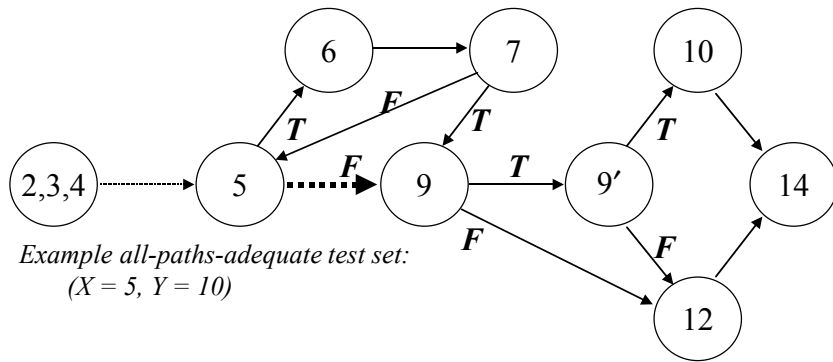 6
7
10
F
T
T
T
2,3,4
5
F
9
T
9′
14
F
F
Example all-paths-adequate test set:
(X = 5, Y = 10)
12